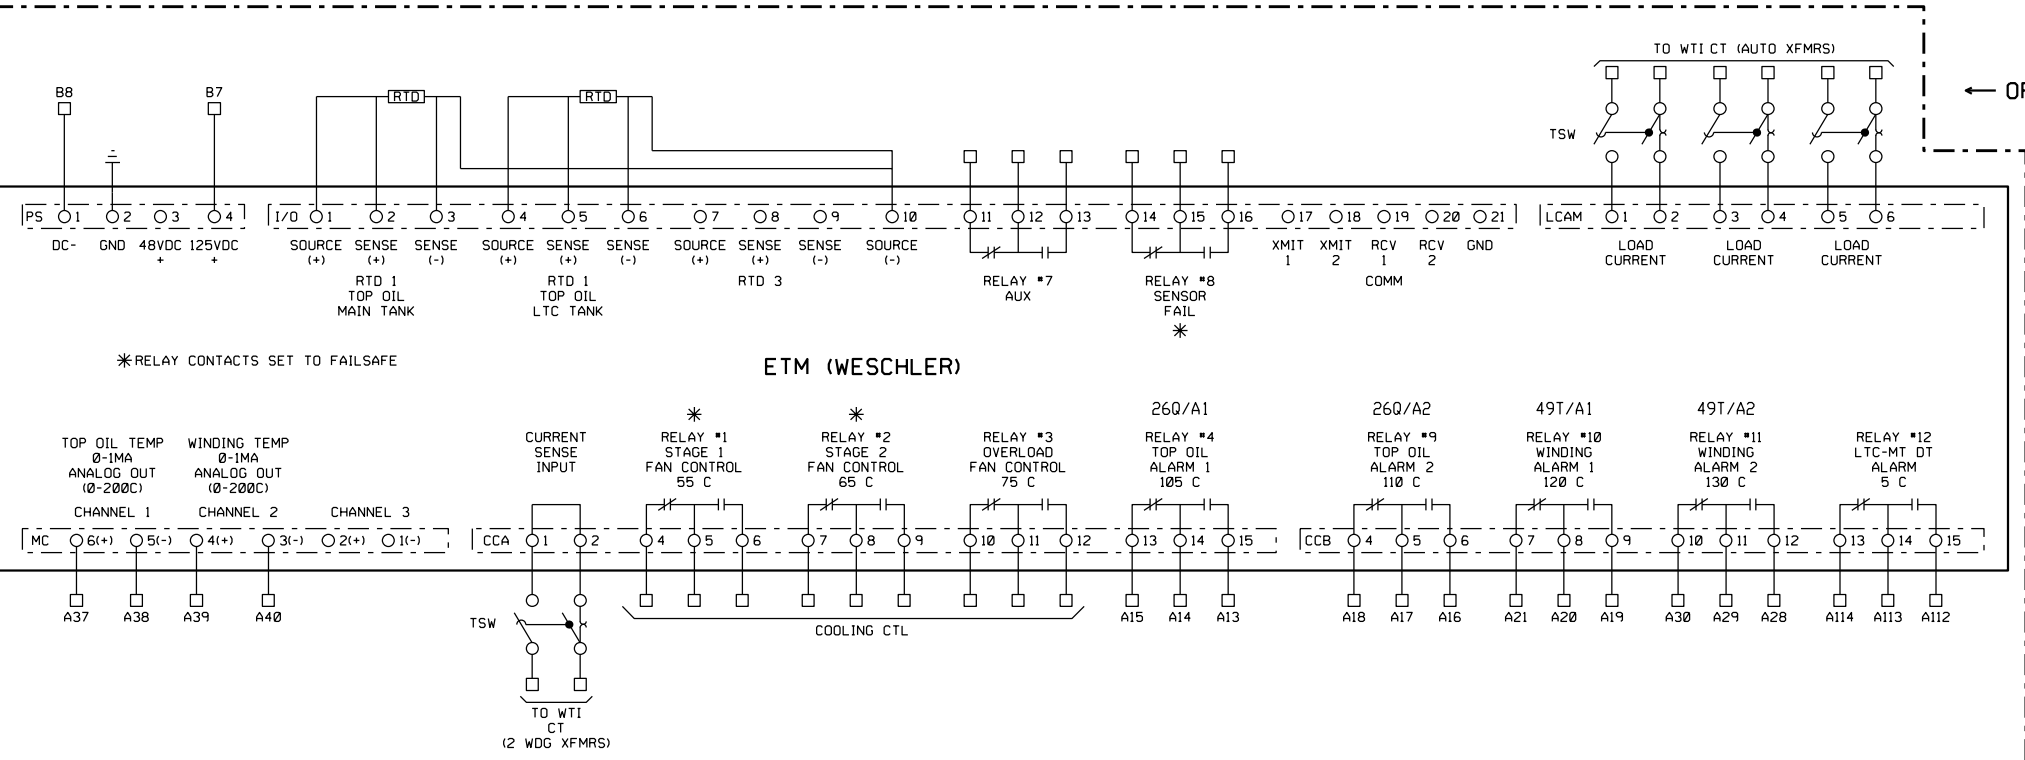 TO WTI CT (AUTO XFMRS)
B8
B7
RTD
RTD
TSW
PS 1 2 3 4
I/O 1 2 3 4 5 6 7 8 9 10 11 12 13 14 15 16 17 18 19 20 21
LCAM 1 2 3 4 5 6
DC- GND 48VDC + 125VDC +
SOURCE (+) SENSE (+) SENSE (-)
RTD 1
TOP OIL
MAIN TANK
SOURCE (+) SENSE (+) SENSE (-)
RTD 1
TOP OIL
LTC TANK
SOURCE (+) SENSE (+) SENSE (-)
RTD 3
SOURCE (-)
RELAY #7
AUX
RELAY #8
SENSOR
FAIL
*
XMIT 1 XMIT 2 RCV 1 RCV 2 GND
COMM
LOAD
CURRENT
LOAD
CURRENT
LOAD
CURRENT
*RELAY CONTACTS SET TO FAILSAFE
ETM (WESCHLER)
TOP OIL TEMP
0-1MA
ANALOG OUT
(0-200C)
CHANNEL 1
WINDING TEMP
0-1MA
ANALOG OUT
(0-200C)
CHANNEL 2
CHANNEL 3
CURRENT
SENSE
INPUT
*
RELAY #1
STAGE 1
FAN CONTROL
55 C
*
RELAY #2
STAGE 2
FAN CONTROL
65 C
RELAY #3
OVERLOAD
FAN CONTROL
75 C
26Q/A1
RELAY #4
TOP OIL
ALARM 1
105 C
26Q/A2
RELAY #9
TOP OIL
ALARM 2
110 C
49T/A1
RELAY #10
WINDING
ALARM 1
120 C
49T/A2
RELAY #11
WINDING
ALARM 2
130 C
RELAY #12
LTC-MT DT
ALARM
5 C
MC 6(+) 5(-) 4(+) 3(-) 2(+) 1(-)
CCA 1 2 4 5 6 7 8 9 10 11 12 13 14 15
CCB 4 5 6 7 8 9 10 11 12 13 14 15
A37 A38 A39 A40
TSW
COOLING CTL
A15 A14 A13
A18 A17 A16
A21 A20 A19
A30 A29 A28
A114 A113 A112
TO WTI
CT
(2 WDG XFMRS)